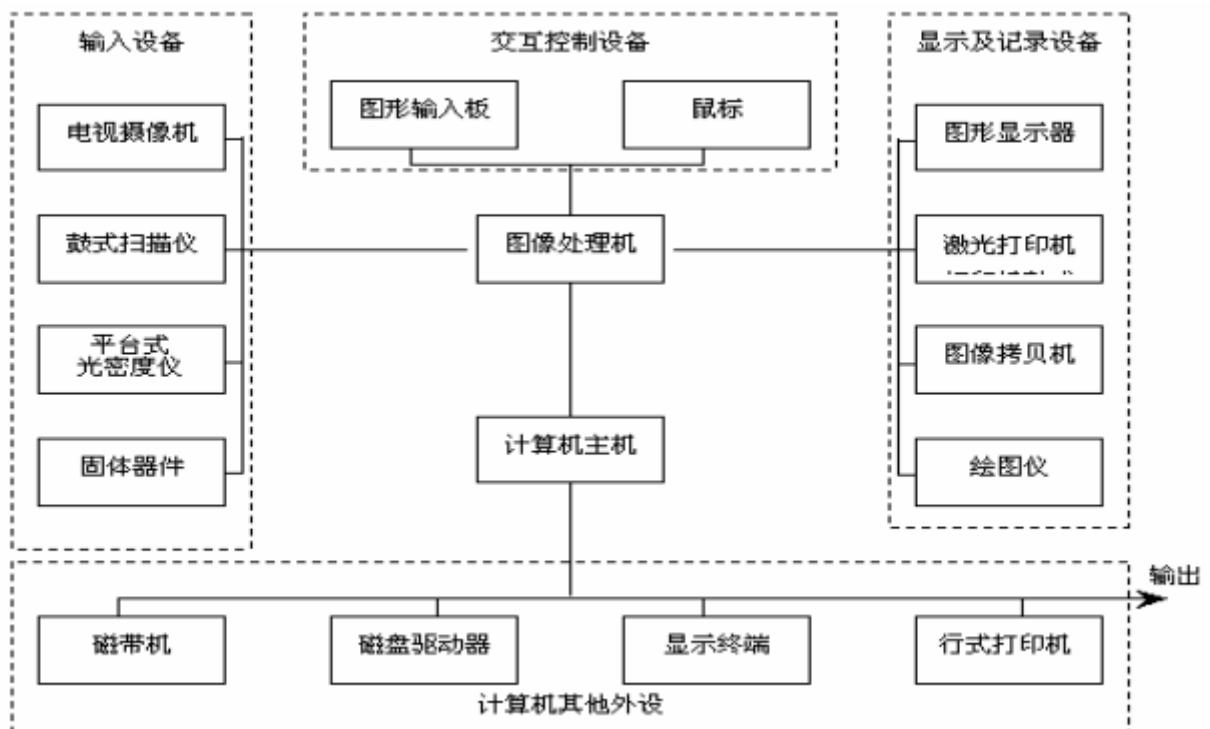 输入设备
电视摄像机
鼓式扫描仪
平台式
光密度仪
固体器件
交互控制设备
图形输入板
鼠标
图像处理机
计算机主机
显示及记录设备
图形显示器
激光打印机
图像拷贝机
绘图仪
输出
磁带机
磁盘驱动器
显示终端
行式打印机
计算机其他外设